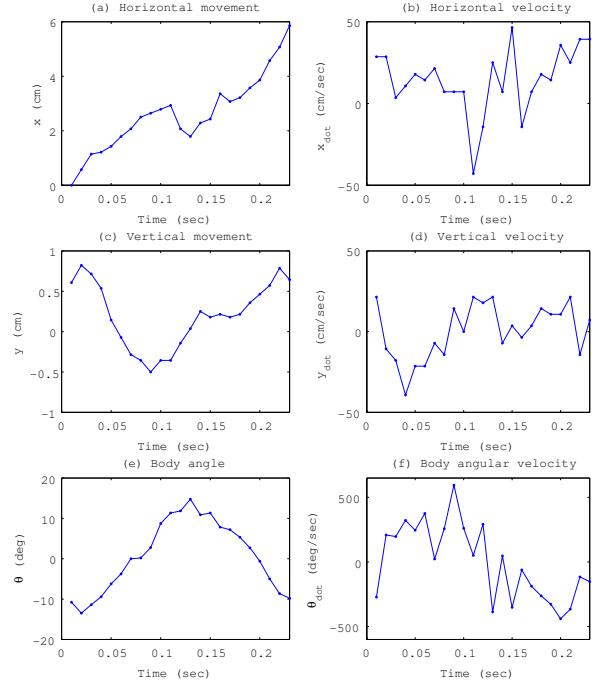 (a) Horizontal movement
6
4
2
0
x (cm)
0 0.05 0.1 0.15 0.2
Time (sec)
(b) Horizontal velocity
50
0
−50
x_dot (cm/sec)
0 0.05 0.1 0.15 0.2
Time (sec)
(c) Vertical movement
1
0.5
0
−0.5
−1
y (cm)
0 0.05 0.1 0.15 0.2
Time (sec)
(d) Vertical velocity
50
0
−50
y_dot (cm/sec)
0 0.05 0.1 0.15 0.2
Time (sec)
(e) Body angle
20
10
0
−10
−20
θ (deg)
0 0.05 0.1 0.15 0.2
Time (sec)
(f) Body angular velocity
500
0
−500
θ_dot (deg/sec)
0 0.05 0.1 0.15 0.2
Time (sec)